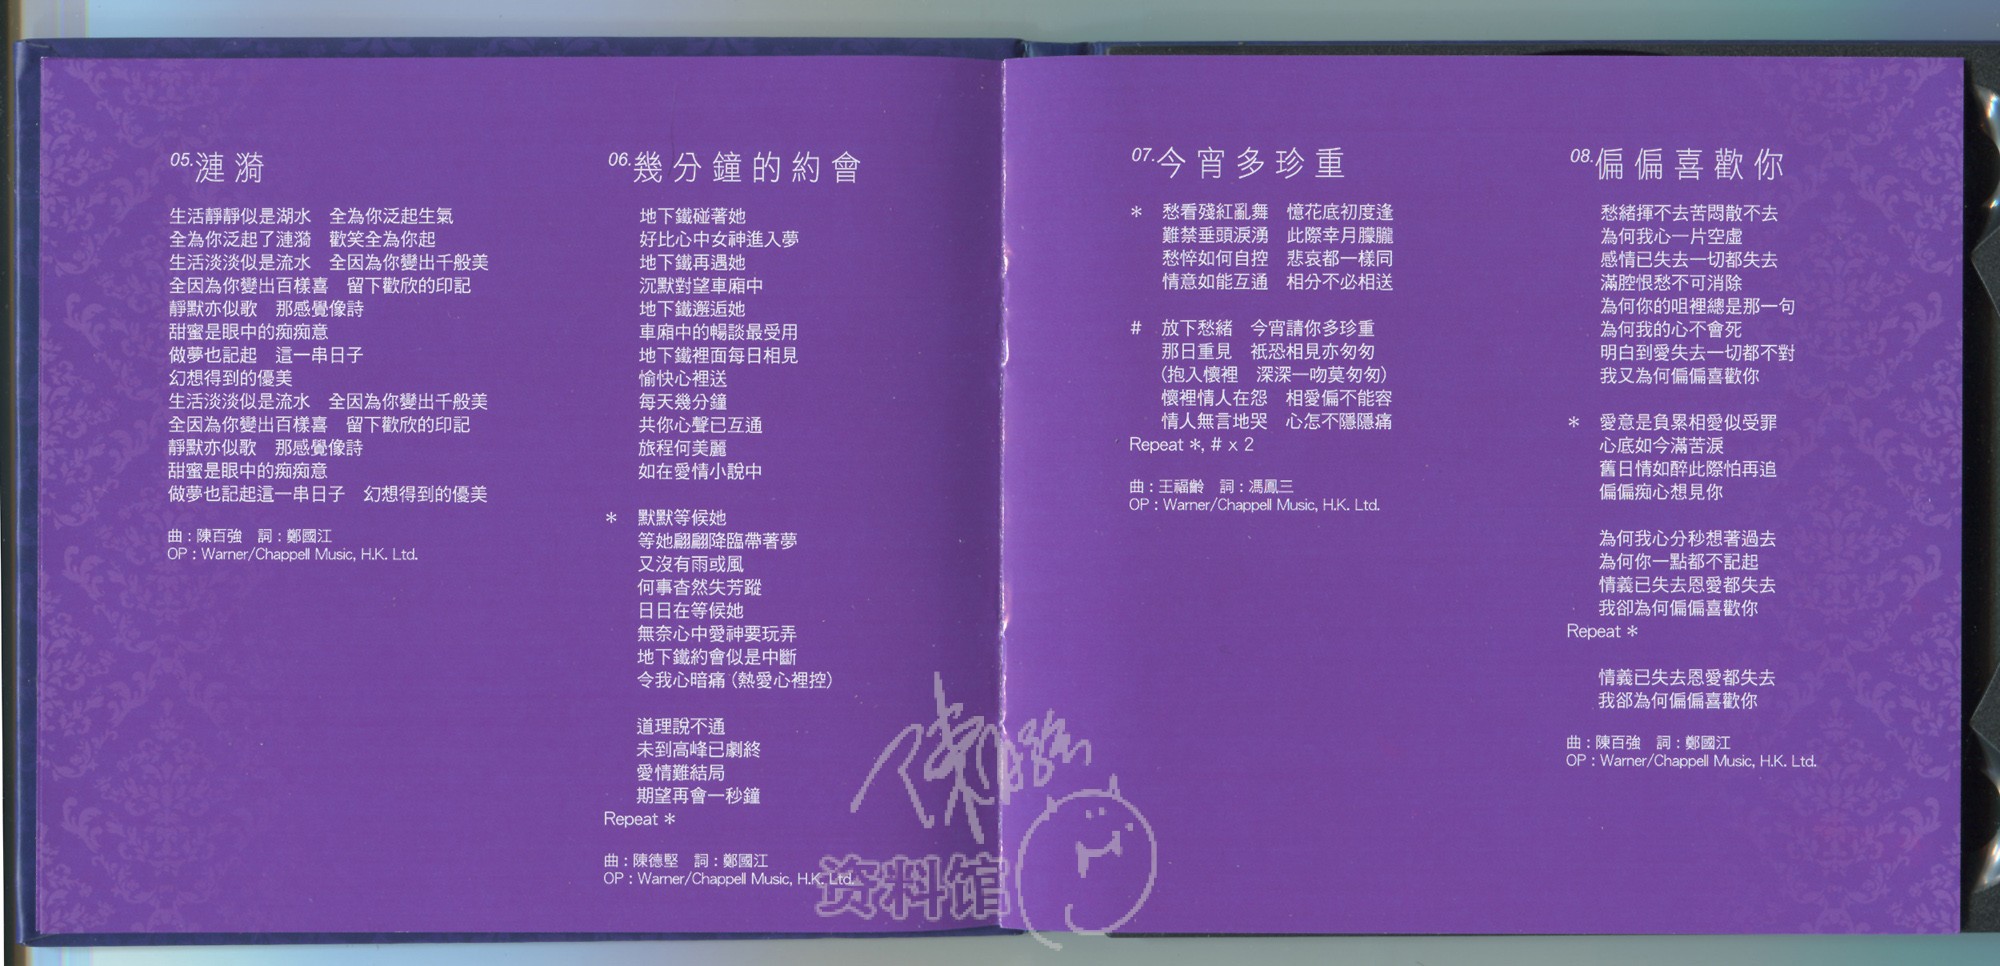 05.漣漪
生活靜靜似是湖水　全為你泛起生氣
全為你泛起了漣漪　歡笑全為你起
生活淡淡似是流水　全因為你變出千般美
全因為你變出百樣喜　留下歡欣的印記
靜默亦似歌　那感覺像詩
甜蜜是眼中的痴痴意
做夢也記起　這一串日子
幻想得到的優美
生活淡淡似是流水　全因為你變出千般美
全因為你變出百樣喜　留下歡欣的印記
靜默亦似歌　那感覺像詩
甜蜜是眼中的痴痴意
做夢也記起這一串日子　幻想得到的優美
曲：陳百強　詞：鄭國江
OP : Warner/Chappell Music, H.K. Ltd.
06.幾分鐘的約會
地下鐵碰著她
好比心中女神進入夢
地下鐵再遇她
沉默對望車廂中
地下鐵邂逅她
車廂中的暢談最受用
地下鐵裡面每日相見
愉快心裡送
每天幾分鐘
共你心聲已互通
旅程何美麗
如在愛情小說中
* 默默等候她
等她翩翩降臨帶著夢
又沒有雨或風
何事杳然失芳蹤
日日在等候她
無奈心中愛神要玩弄
地下鐵約會似是中斷
令我心暗痛（熱愛心裡控）
道理說不通
未到高峰已劇終
愛情難結局
期望再會一秒鐘
Repeat *
曲：陳德堅　詞：鄭國江
OP : Warner/Chappell Music, H.K. Ltd.
07.今宵多珍重
* 愁看殘紅亂舞　憶花底初度逢
難禁垂頭淚湧　此際幸月朦朧
愁悴如何自控　悲哀都一樣同
情意如能互通　相分不必相送
# 放下愁緒　今宵請你多珍重
那日重見　衹恐相見亦匆匆
（抱入懷裡　深深一吻莫匆匆）
懷裡情人在怨　相愛偏不能容
情人無言地哭　心怎不隱隱痛
Repeat *, # x 2
曲：王福齡　詞：馮鳳三
OP : Warner/Chappell Music, H.K. Ltd.
08.偏偏喜歡你
愁緒揮不去苦悶散不去
為何我心一片空虛
感情已失去一切都失去
滿腔恨愁不可消除
為何你的咀裡總是那一句
為何我的心不會死
明白到愛失去一切都不對
我又為何偏偏喜歡你
* 愛意是負累相愛似受罪
心底如今滿苦淚
舊日情如醉此際怕再追
偏偏痴心想見你
為何我心分秒想著過去
為何你一點都不記起
情義已失去恩愛都失去
我卻為何偏偏喜歡你
Repeat *
情義已失去恩愛都失去
我卻為何偏偏喜歡你
曲：陳百強　詞：鄭國江
OP : Warner/Chappell Music, H.K. Ltd.
陳百強
资料馆